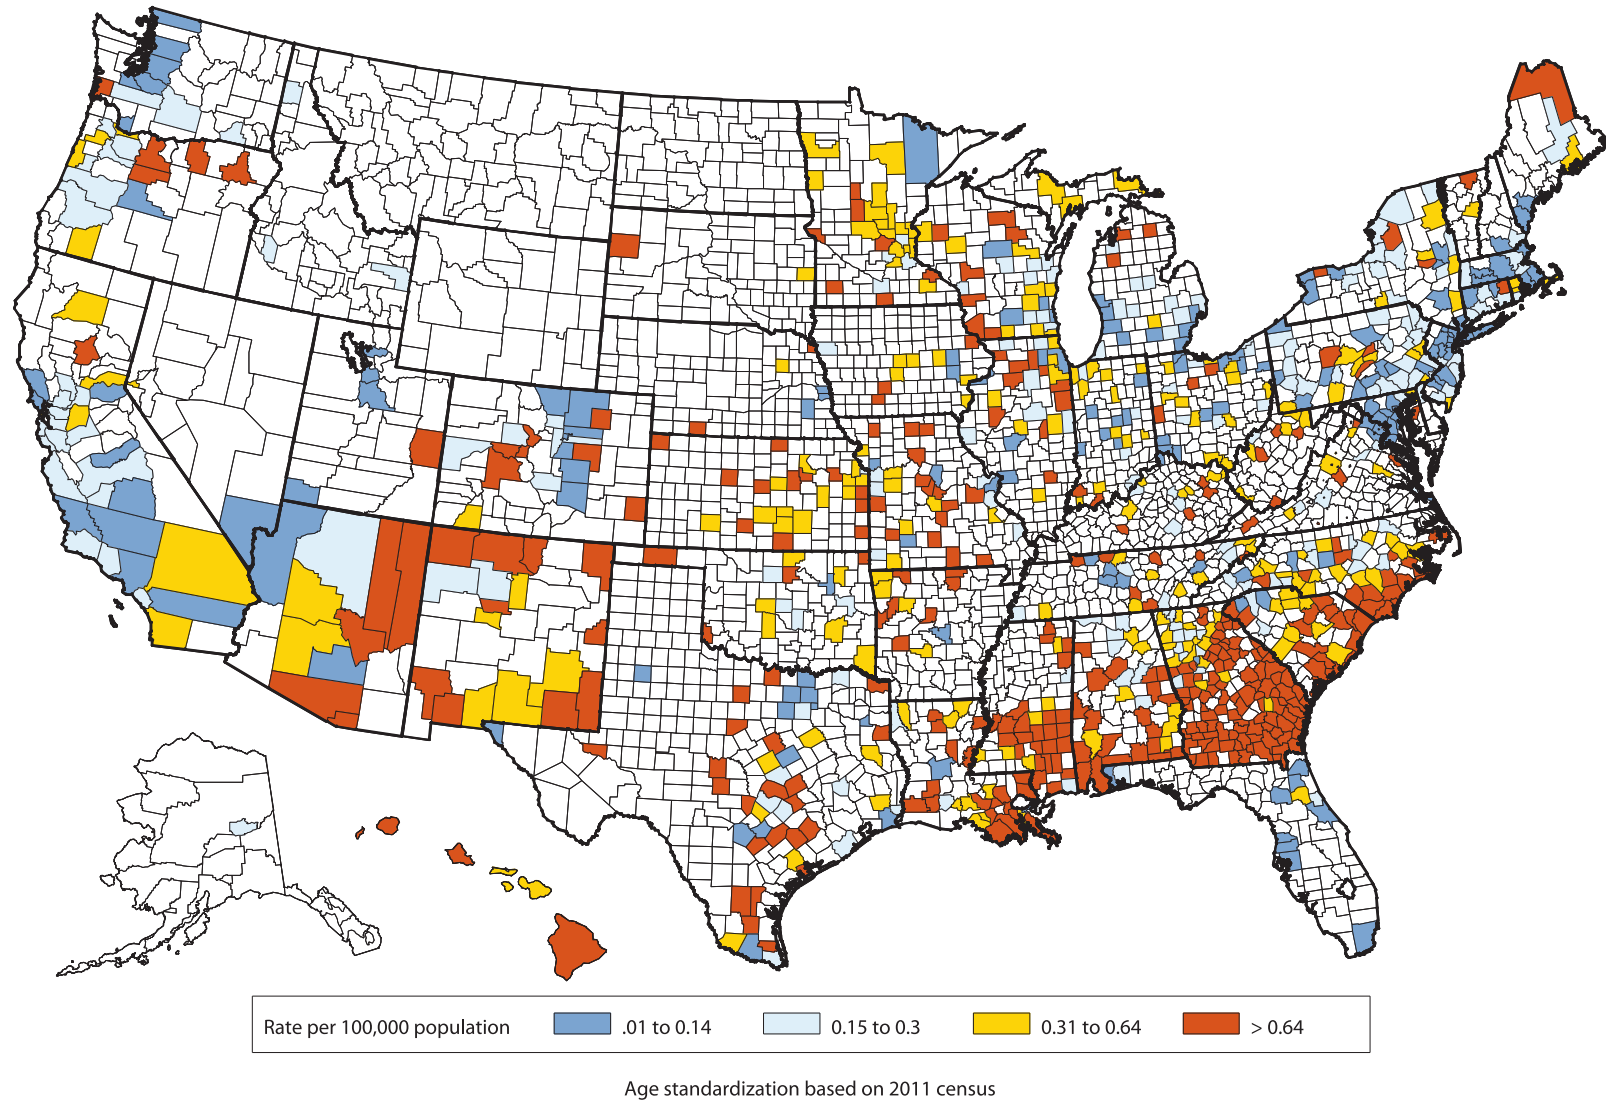 Rate per 100,000 population .01 to 0.14 0.15 to 0.3 0.31 to 0.64 > 0.64
Age standardization based on 2011 census